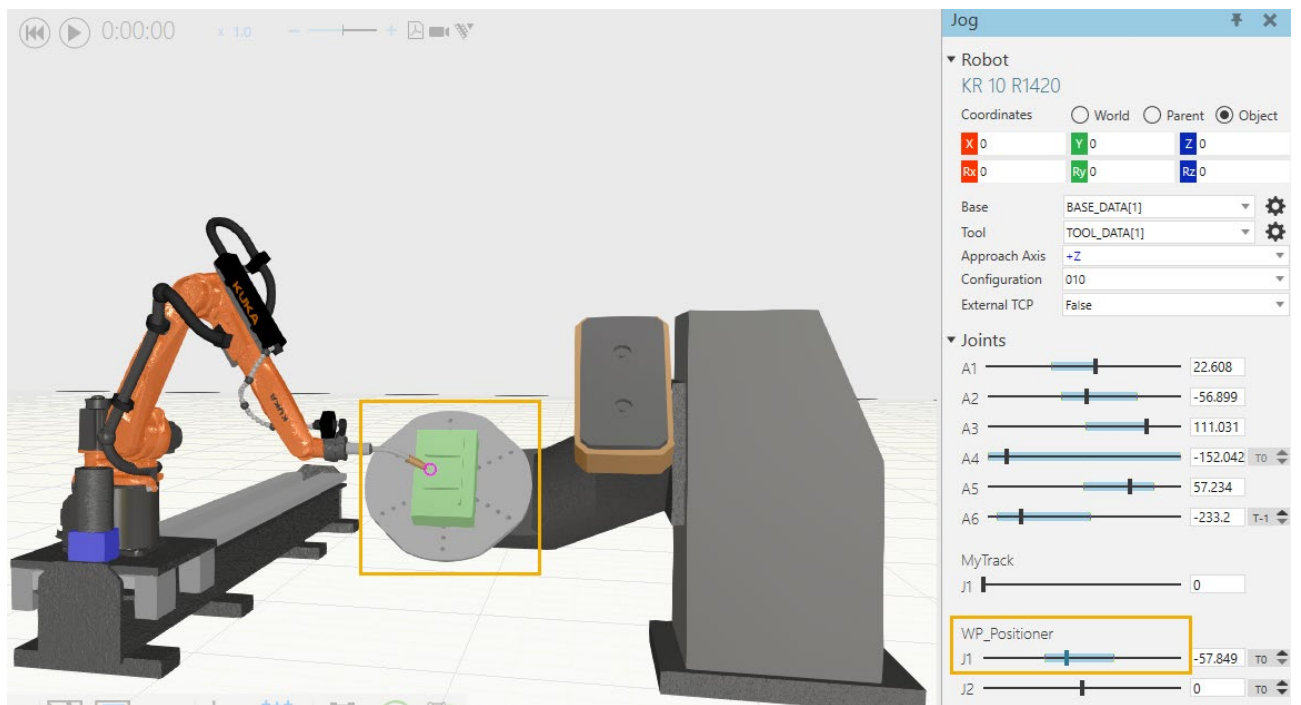 0:00:00 x 1.0
KUKA
KUKA
Jog
Robot
KR 10 R1420
Coordinates World Parent Object
X 0 Y 0 Z 0
Rx 0 Ry 0 Rz 0
Base BASE_DATA[1]
Tool TOOL_DATA[1]
Approach Axis +Z
Configuration 010
External TCP False
Joints
A1 22.608
A2 -56.899
A3 111.031
A4 -152.042 T0
A5 57.234
A6 -233.2 T-1
MyTrack
J1 0
WP_Positioner
J1 -57.849 T0
J2 0 T0